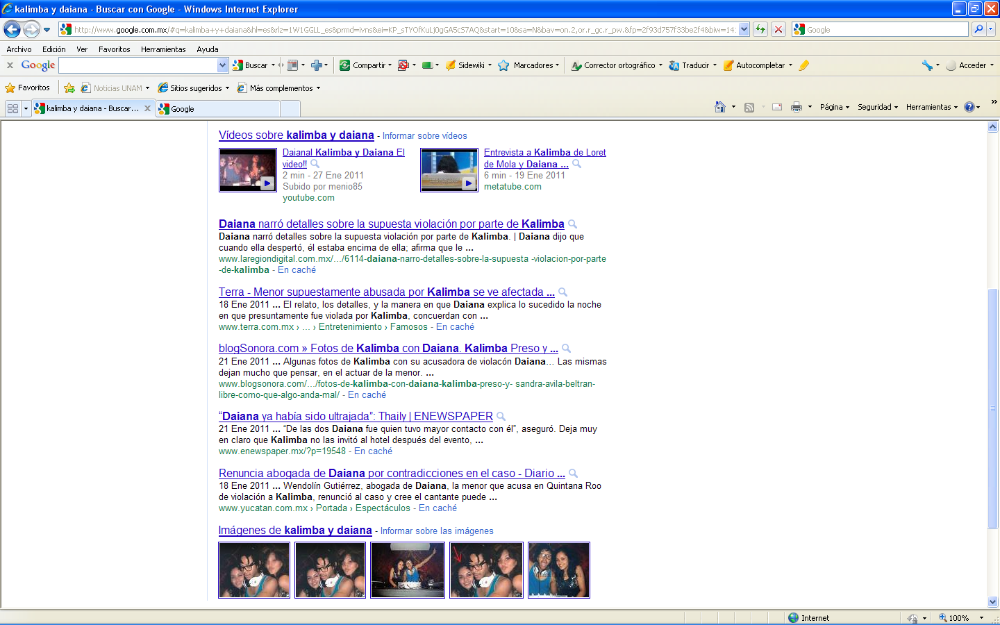 kalimba y daiana - Buscar con Google - Windows Internet Explorer
http://www.google.com.mx/#q=kalimba+y+daiana&hl=es&rlz=1W1GGLL_es&prmd=ivns&ei=KP_sTYOfKuLj0gGA5cS7AQ&start=10&sa=N&bav=on.2,or.r_gc.r_pw.&fp=2f93d757f33be2f4&biw=14
Google
Archivo Edición Ver Favoritos Herramientas Ayuda
x Google Buscar Compartir Sidewiki Marcadores Corrector ortográfico Traducir Autocompletar Acceder
Favoritos Noticias UNAM Sitios sugeridos Más complementos
kalimba y daiana - Buscar... Google Página Seguridad Herramientas »
Vídeos sobre kalimba y daiana - Informar sobre vídeos
Daianal Kalimba y Daiana El
video!!
2 min - 27 Ene 2011
Subido por menio85
youtube.com
Entrevista a Kalimba de Loret
de Mola y Daiana ...
6 min - 19 Ene 2011
metatube.com
Daiana narró detalles sobre la supuesta violación por parte de Kalimba
Daiana narró detalles sobre la supuesta violación por parte de Kalimba. | Daiana dijo que
cuando ella despertó, él estaba encima de ella; afirma que le ...
www.laregiondigital.com.mx/.../6114-daiana-narro-detalles-sobre-la-supuesta -violacion-por-parte
-de-kalimba - En caché
Terra - Menor supuestamente abusada por Kalimba se ve afectada ...
18 Ene 2011 ... El relato, los detalles, y la manera en que Daiana explica lo sucedido la noche
en que presuntamente fue violada por Kalimba, concuerdan con ...
www.terra.com.mx › ... › Entretenimiento › Famosos - En caché
blogSonora.com » Fotos de Kalimba con Daiana. Kalimba Preso y ...
21 Ene 2011 ... Algunas fotos de Kalimba con su acusadora de violacón Daiana... Las mismas
dejan mucho que pensar, en el actuar de la menor. ...
www.blogsonora.com/.../fotos-de-kalimba-con-daiana-kalimba-preso-y- sandra-avila-beltran-
libre-como-que-algo-anda-mal/ - En caché
“Daiana ya había sido ultrajada”: Thaily | ENEWSPAPER
21 Ene 2011 ... “De las dos Daiana fue quien tuvo mayor contacto con él”, aseguró. Deja muy
en claro que Kalimba no las invitó al hotel después del evento, ...
www.enewspaper.mx/?p=19548 - En caché
Renuncia abogada de Daiana por contradicciones en el caso - Diario ...
18 Ene 2011 ... Wendolín Gutiérrez, abogada de Daiana, la menor que acusa en Quintana Roo
de violación a Kalimba, renunció al caso y cree el cantante puede ...
www.yucatan.com.mx › Portada › Espectáculos - En caché
Imágenes de kalimba y daiana - Informar sobre las imágenes
Internet 100%